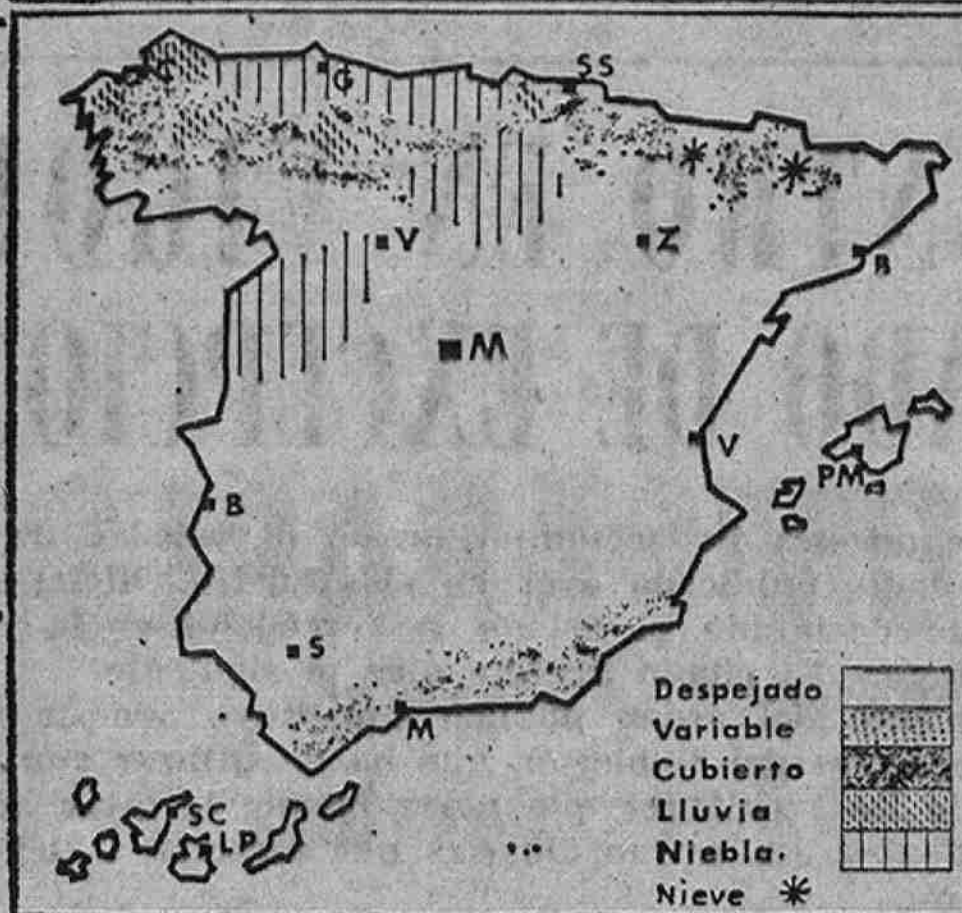 G
SS
V
Z
B
M
V
PM
B
S
M
SC
LP
Despejado
Variable
Cubierto
Lluvia
Niebla.
Nieve